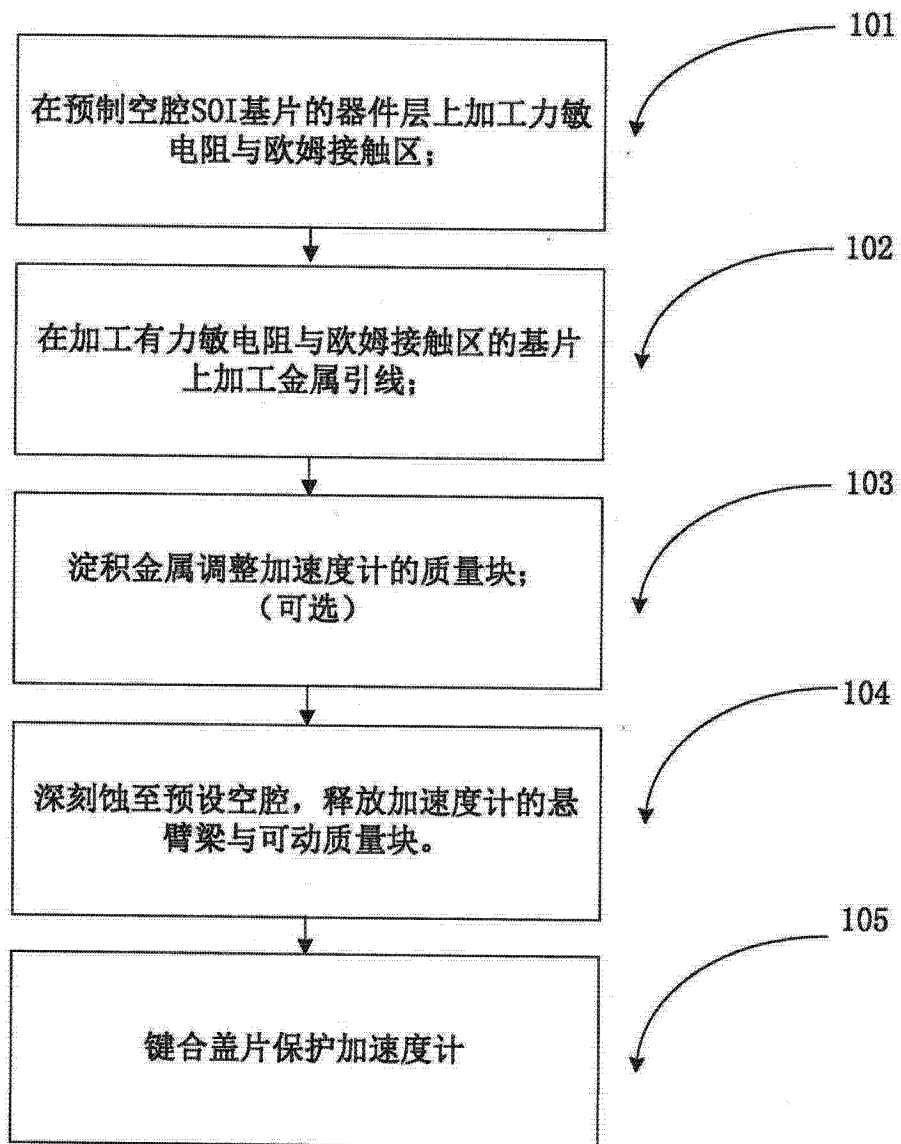 101
在预制空腔SOI基片的器件层上加工力敏
电阻与欧姆接触区；
102
在加工有力敏电阻与欧姆接触区的基片
上加工金属引线；
103
淀积金属调整加速度计的质量块；
（可选）
104
深刻蚀至预设空腔，释放加速度计的悬
臂梁与可动质量块。
105
键合盖片保护加速度计